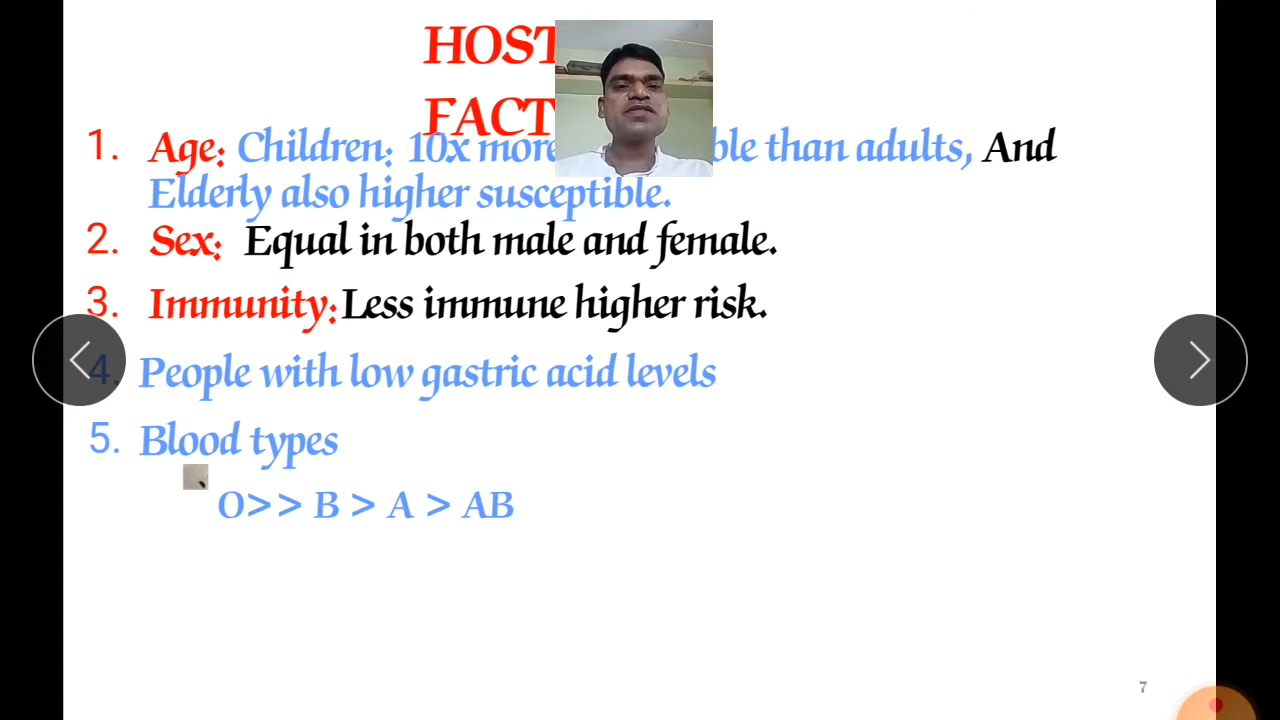 HOST
FACT
1. Age: Children: 10x more than adults, And
Elderly also higher susceptible.
2. Sex: Equal in both male and female.
3. Immunity: Less immune higher risk.
4. People with low gastric acid levels
5. Blood types
O>> B > A > AB
7